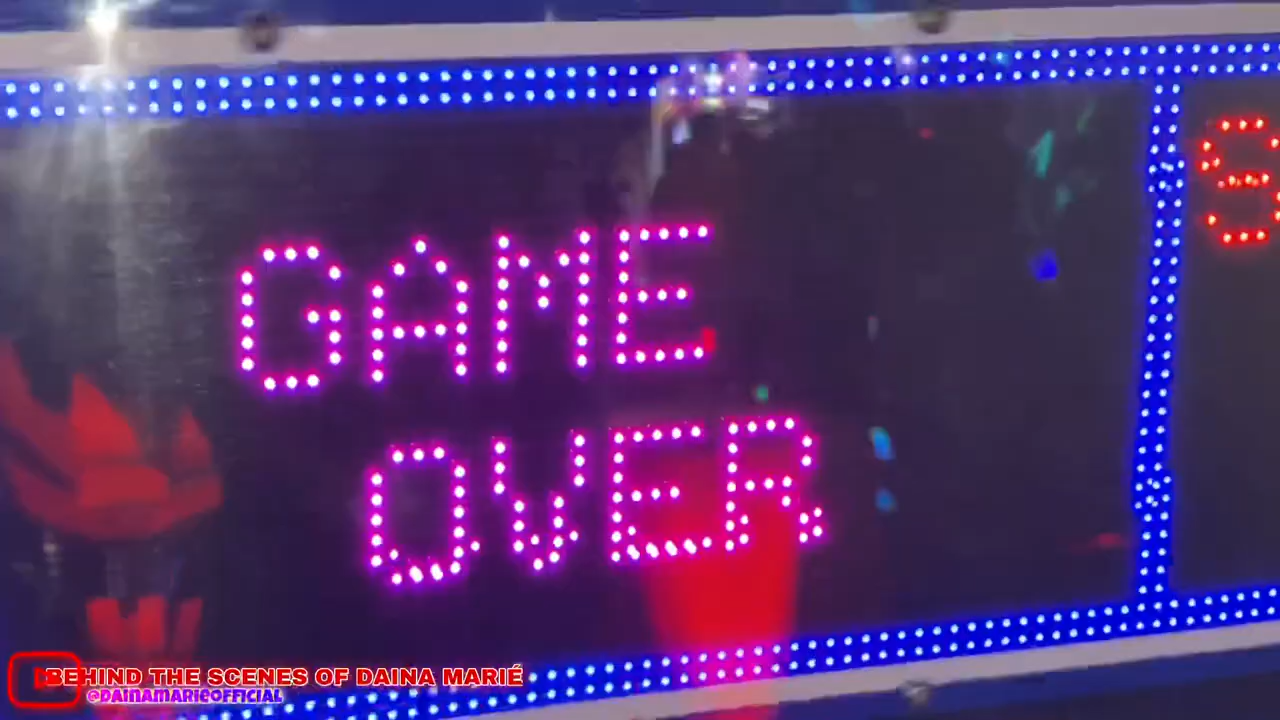 GAME
OVER
BEHIND THE SCENES OF DAINA MARIÉ
@DAINAMARIEOFFICIAL